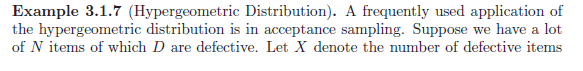 Example 3.1.7 (Hypergeometric Distribution). A frequently used application of
the hypergeometric distribution is in acceptance sampling. Suppose we have a lot
of N items of which D are defective. Let X denote the number of defective items